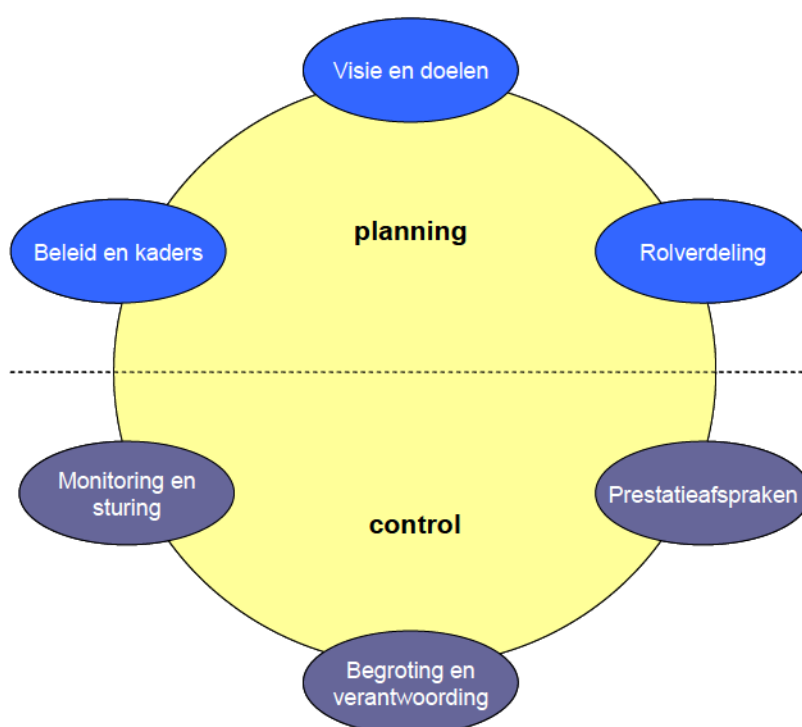 Visie en doelen
planning
Beleid en kaders
Rolverdeling
Monitoring en
sturing
Prestatieafspraken
control
Begroting en
verantwoording